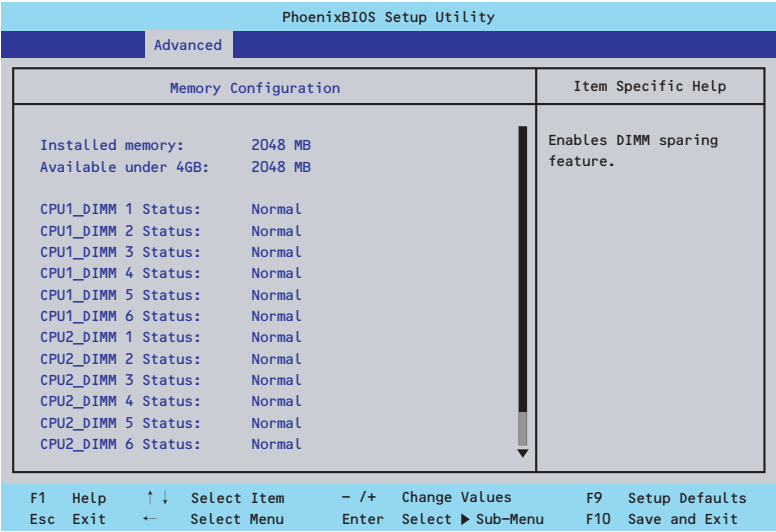 PhoenixBIOS Setup Utility
Advanced
Memory Configuration
Item Specific Help
Installed memory: 2048 MB
Available under 4GB: 2048 MB
CPU1_DIMM 1 Status: Normal
CPU1_DIMM 2 Status: Normal
CPU1_DIMM 3 Status: Normal
CPU1_DIMM 4 Status: Normal
CPU1_DIMM 5 Status: Normal
CPU1_DIMM 6 Status: Normal
CPU2_DIMM 1 Status: Normal
CPU2_DIMM 2 Status: Normal
CPU2_DIMM 3 Status: Normal
CPU2_DIMM 4 Status: Normal
CPU2_DIMM 5 Status: Normal
CPU2_DIMM 6 Status: Normal
Enables DIMM sparing
feature.
F1 Help ↑↓ Select Item − /+ Change Values F9 Setup Defaults
Esc Exit ← Select Menu Enter Select ▶ Sub−Menu F10 Save and Exit